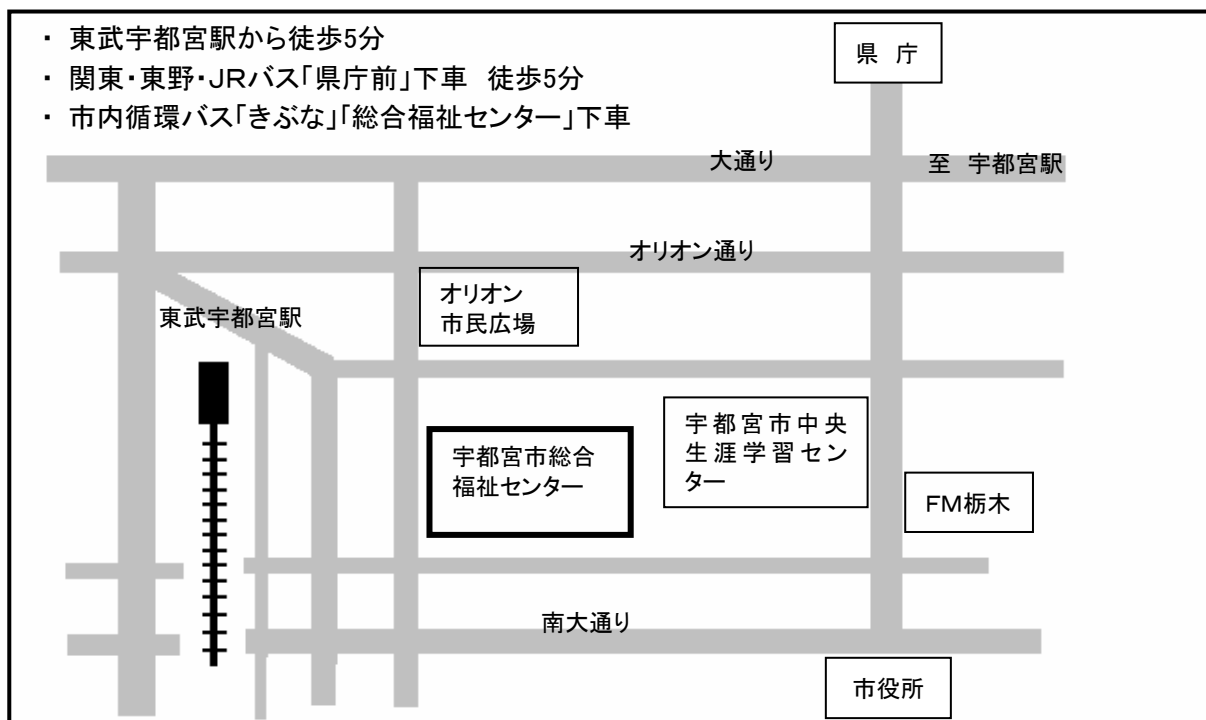 ・ 東武宇都宮駅から徒歩5分
・ 関東・東野・JRバス「県庁前」下車　徒歩5分
・ 市内循環バス「きぶな」「総合福祉センター」下車
県 庁
大通り
至　宇都宮駅
オリオン通り
オリオン
市民広場
東武宇都宮駅
宇都宮市中央
生涯学習セン
ター
宇都宮市総合
福祉センター
FM栃木
南大通り
市役所